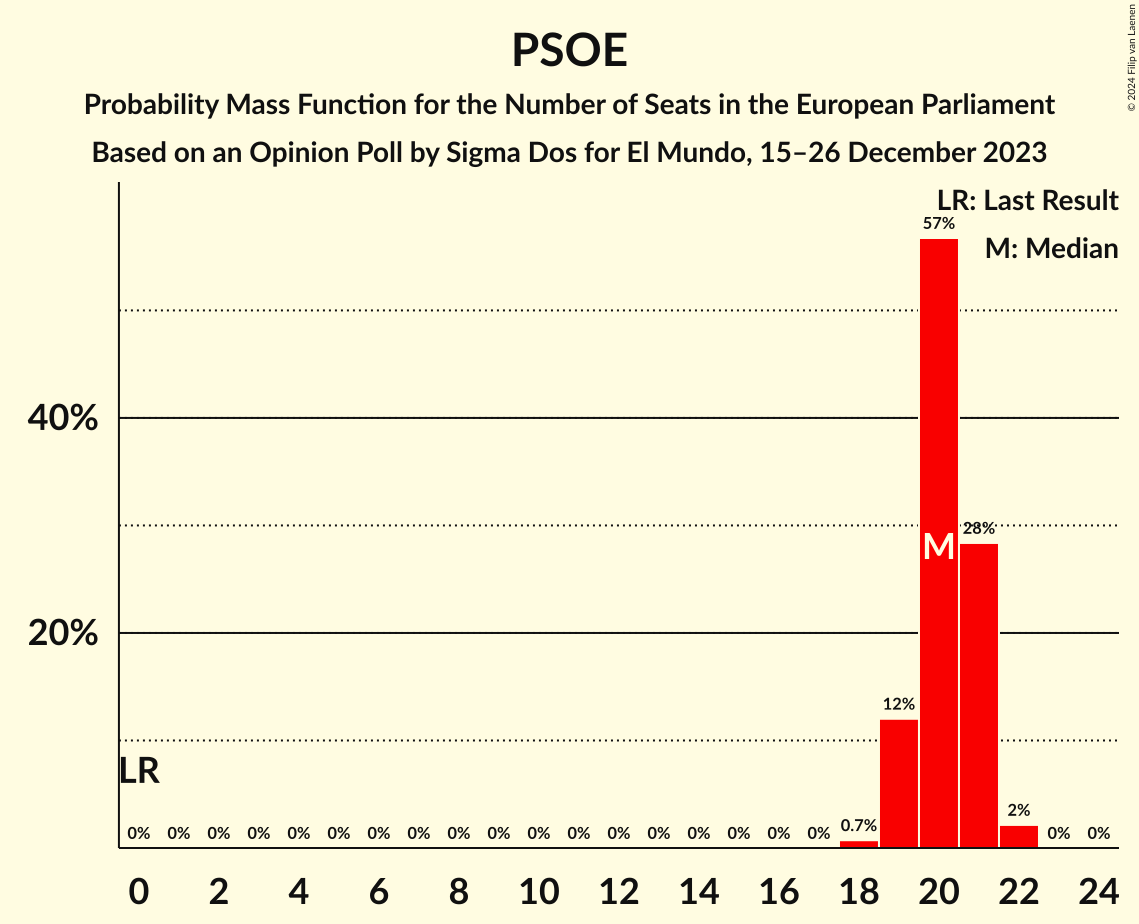 PSOE
Probability Mass Function for the Number of Seats in the European Parliament
Based on an Opinion Poll by Sigma Dos for El Mundo, 15–26 December 2023
© 2024 Filip van Laenen
LR: Last Result
M: Median
57%
40%
28%
M
20%
12%
LR
0% 0% 0% 0% 0% 0% 0% 0% 0% 0% 0% 0% 0% 0% 0% 0% 0% 0% 0.7% 2% 0% 0%
0 2 4 6 8 10 12 14 16 18 20 22 24